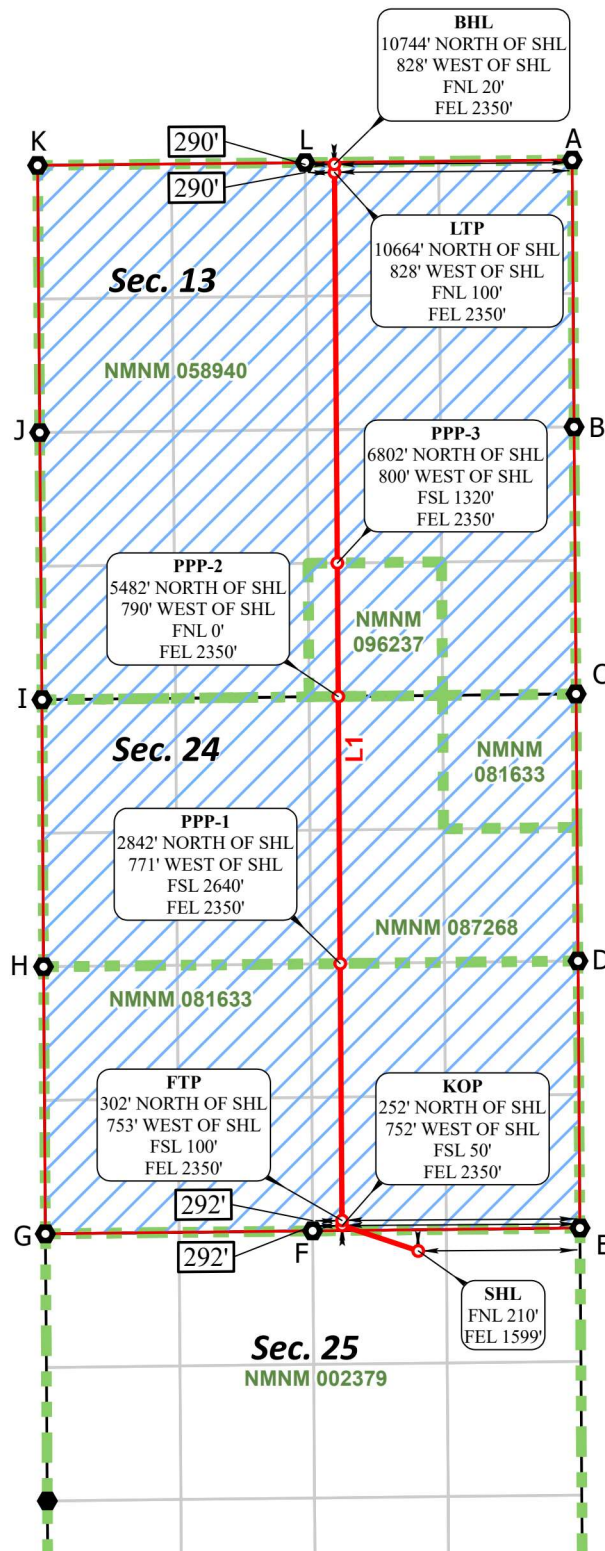 BHL
10744' NORTH OF SHL
828' WEST OF SHL
FNL 20'
FEL 2350'
290'
K
L
A
290'
LTP
10664' NORTH OF SHL
828' WEST OF SHL
FNL 100'
FEL 2350'
Sec. 13
NMNM 058940
J
B
PPP-3
6802' NORTH OF SHL
800' WEST OF SHL
FSL 1320'
FEL 2350'
PPP-2
5482' NORTH OF SHL
790' WEST OF SHL
FNL 0'
FEL 2350'
NMNM
096237
I
C
Sec. 24
L1
NMNM
081633
PPP-1
2842' NORTH OF SHL
771' WEST OF SHL
FSL 2640'
FEL 2350'
NMNM 087268
H
D
NMNM 081633
FTP
302' NORTH OF SHL
753' WEST OF SHL
FSL 100'
FEL 2350'
KOP
252' NORTH OF SHL
752' WEST OF SHL
FSL 50'
FEL 2350'
292'
G
F
E
292'
SHL
FNL 210'
FEL 1599'
Sec. 25
NMNM 002379